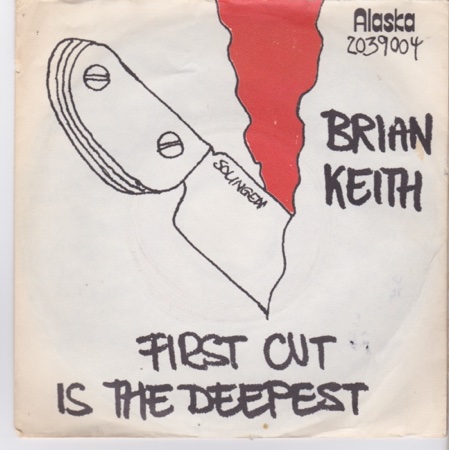 Alaska
2039004
BRIAN
KEITH
SOLINGEN
FIRST CUT
IS THE DEEPEST